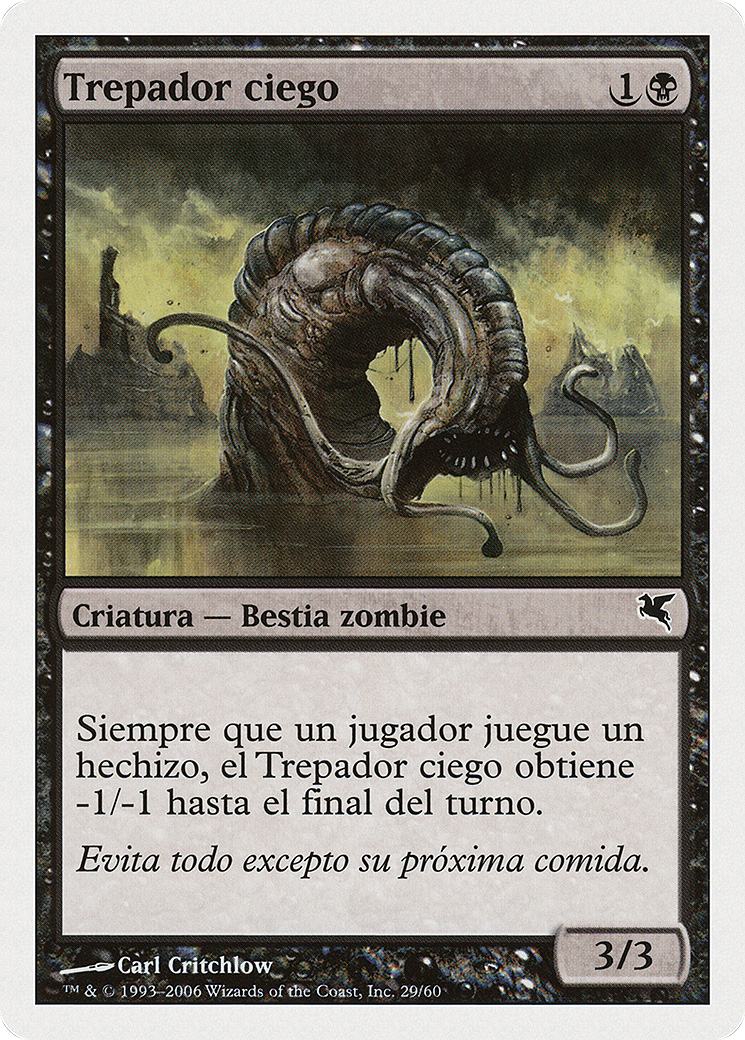 Trepador ciego
1
Criatura — Bestia zombie
Siempre que un jugador juegue un
hechizo, el Trepador ciego obtiene
-1/-1 hasta el final del turno.
Evita todo excepto su próxima comida.
3/3
Carl Critchlow
™ & © 1993–2006 Wizards of the Coast, Inc. 29/60